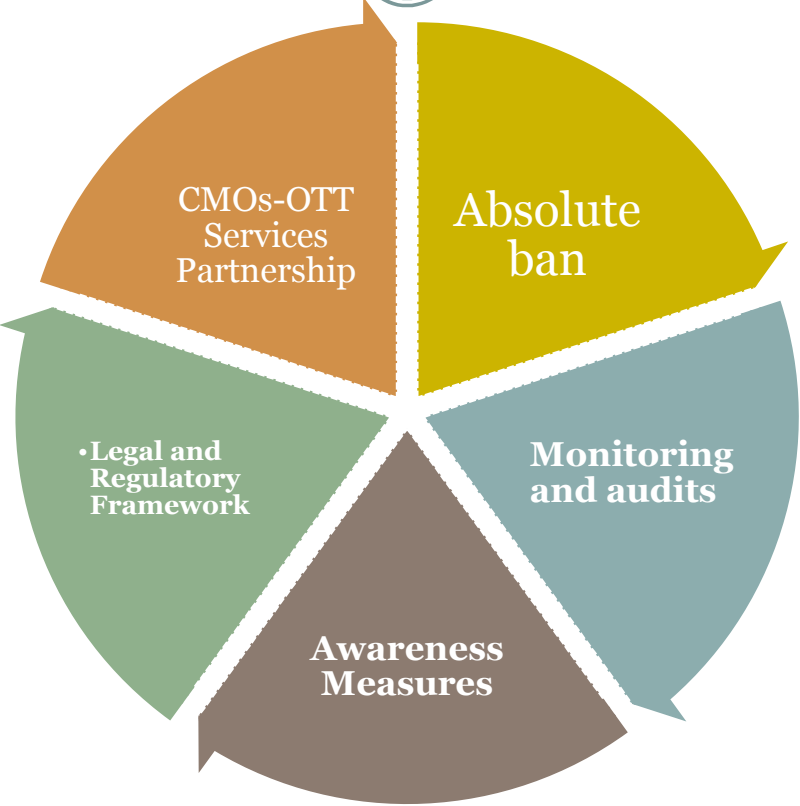 CMOs-OTT
Services
Partnership
Absolute
ban
Monitoring
and audits
Awareness
Measures
•Legal and
Regulatory
Framework